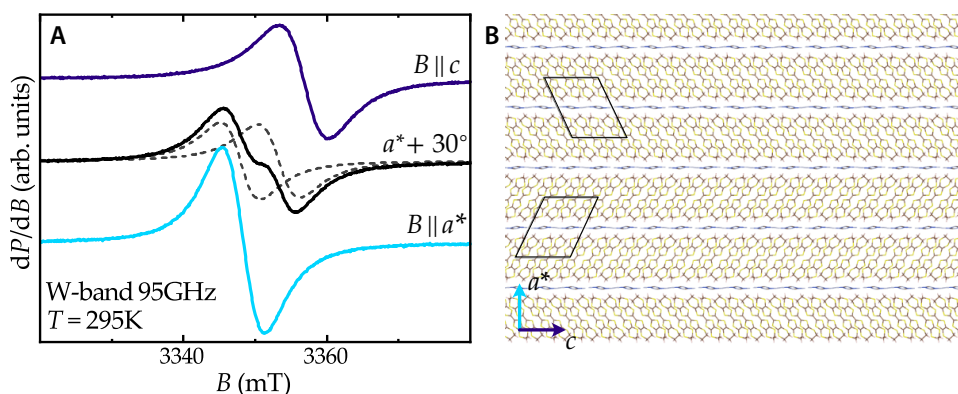 A
B || c
a* + 30°
B || a*
W-band 95GHz
T = 295K
dP/dB (arb. units)
3340
3360
B (mT)
B
a*
c